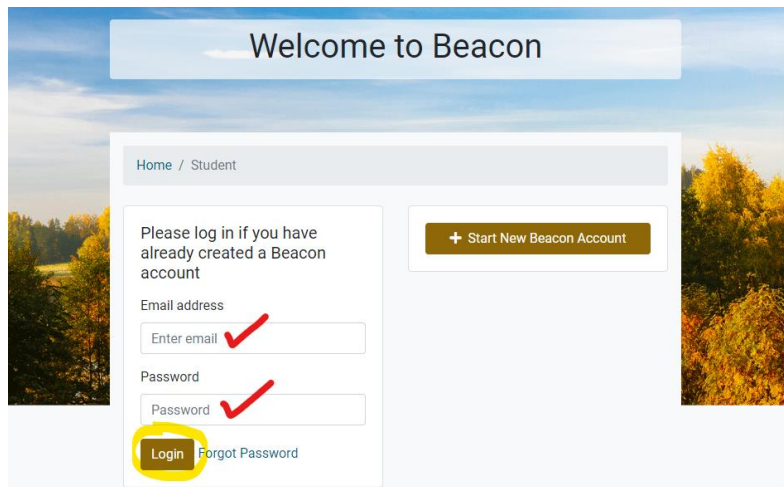 Welcome to Beacon
Home / Student
Please log in if you have
already created a Beacon
account
Email address
Enter email
Password
Password
Login Forgot Password
+ Start New Beacon Account